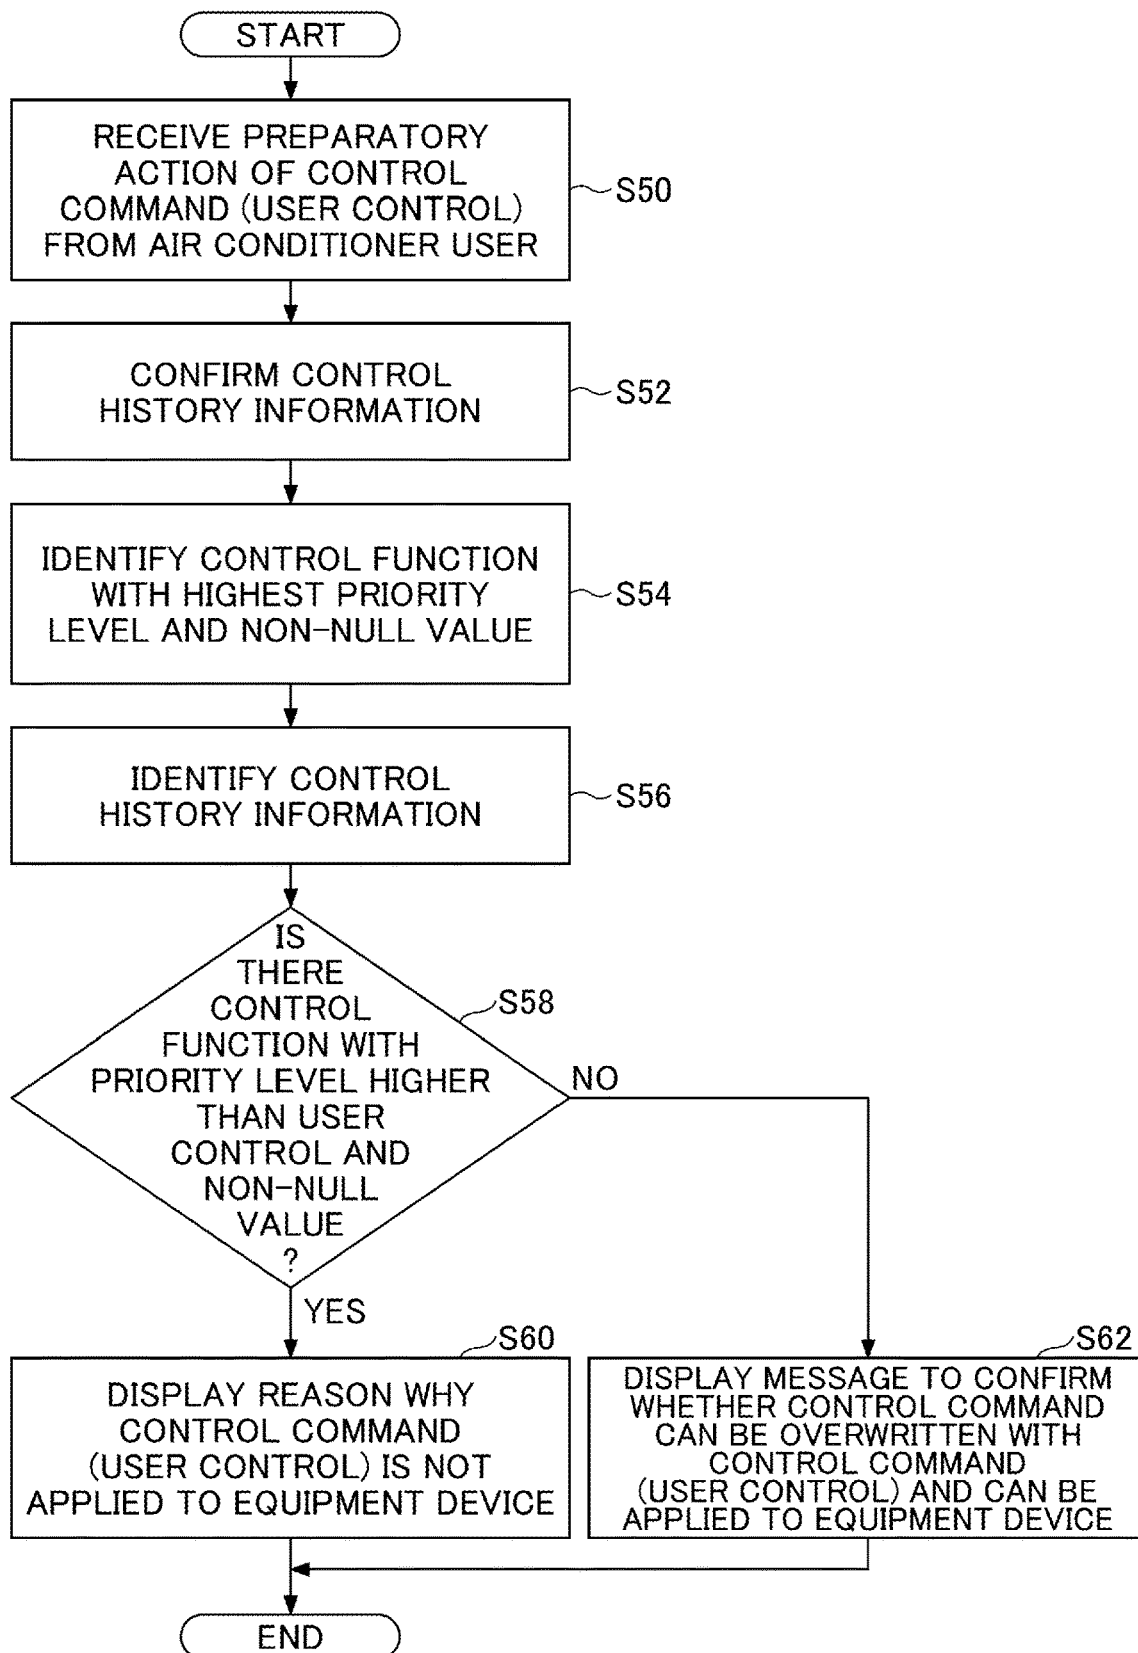 START
RECEIVE PREPARATORY
ACTION OF CONTROL
COMMAND (USER CONTROL)
FROM AIR CONDITIONER USER
S50
CONFIRM CONTROL
HISTORY INFORMATION
S52
IDENTIFY CONTROL FUNCTION
WITH HIGHEST PRIORITY
LEVEL AND NON-NULL VALUE
S54
IDENTIFY CONTROL
HISTORY INFORMATION
S56
IS
THERE
CONTROL
FUNCTION WITH
PRIORITY LEVEL HIGHER
THAN USER
CONTROL AND
NON-NULL
VALUE
?
S58
NO
YES
S60
DISPLAY REASON WHY
CONTROL COMMAND
(USER CONTROL) IS NOT
APPLIED TO EQUIPMENT DEVICE
S62
DISPLAY MESSAGE TO CONFIRM
WHETHER CONTROL COMMAND
CAN BE OVERWRITTEN WITH
CONTROL COMMAND
(USER CONTROL) AND CAN BE
APPLIED TO EQUIPMENT DEVICE
END